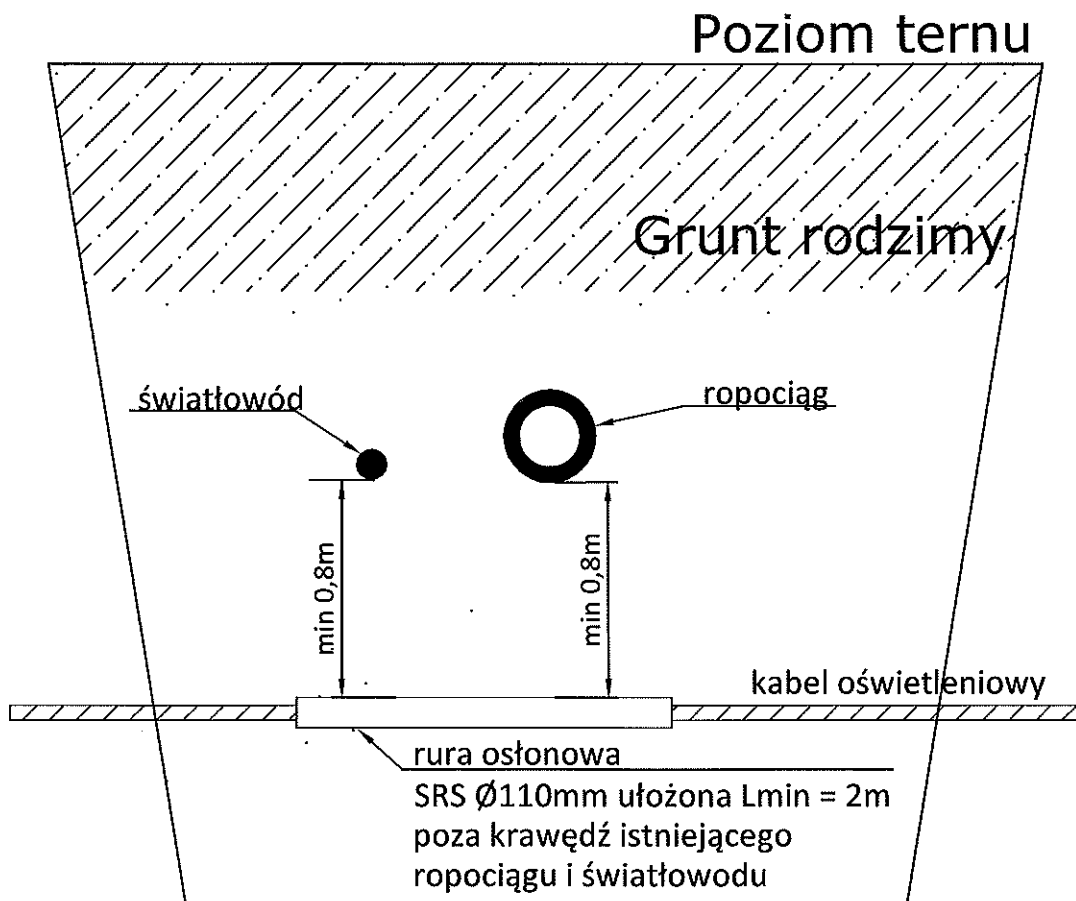 Poziom ternu
Grunt rodzimy
światłowód
ropociąg
min 0,8m
min 0,8m
kabel oświetleniowy
rura osłonowa
SRS Ø110mm ułożona Lmin = 2m
poza krawędź istniejącego
ropociągu i światłowodu